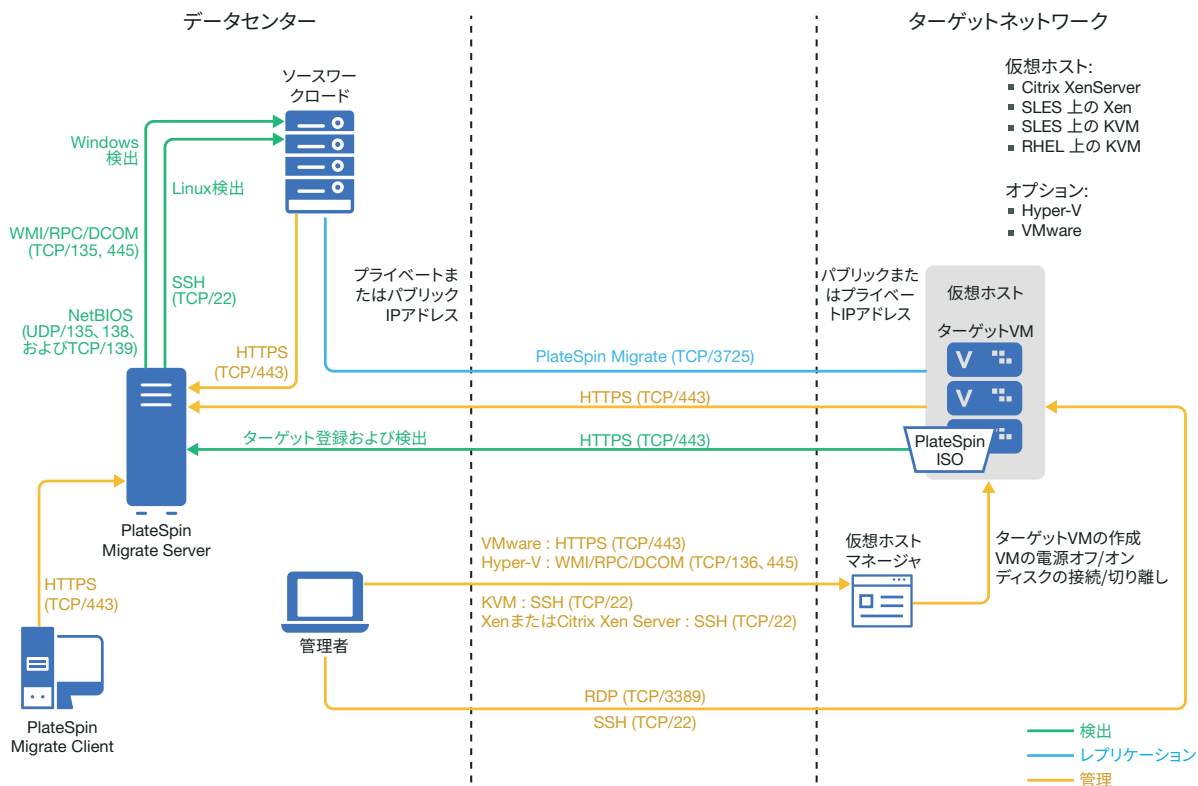 データセンター
ターゲットネットワーク
仮想ホスト:
■ Citrix XenServer
■ SLES 上の Xen
■ SLES 上の KVM
■ RHEL 上の KVM
オプション:
■ Hyper-V
■ VMware
ソースワー
クロード
Windows
検出
Linux検出
WMI/RPC/DCOM
(TCP/135, 445)
SSH
(TCP/22)
NetBIOS
(UDP/135、138、
およびTCP/139)
HTTPS
(TCP/443)
プライベートま
たはパブリック
IPアドレス
パブリックまた
はプライベー
トIPアドレス
仮想ホスト
ターゲットVM
V
V
PlateSpin
ISO
PlateSpin Migrate (TCP/3725)
HTTPS (TCP/443)
ターゲット登録および検出
HTTPS (TCP/443)
PlateSpin
Migrate Server
HTTPS
(TCP/443)
PlateSpin
Migrate Client
管理者
VMware : HTTPS (TCP/443)
Hyper-V : WMI/RPC/DCOM (TCP/136、445)
KVM : SSH (TCP/22)
XenまたはCitrix Xen Server : SSH (TCP/22)
仮想ホスト
マネージャ
ターゲットVMの作成
VMの電源オフ/オン
ディスクの接続/切り離し
RDP (TCP/3389)
SSH (TCP/22)
検出
レプリケーション
管理